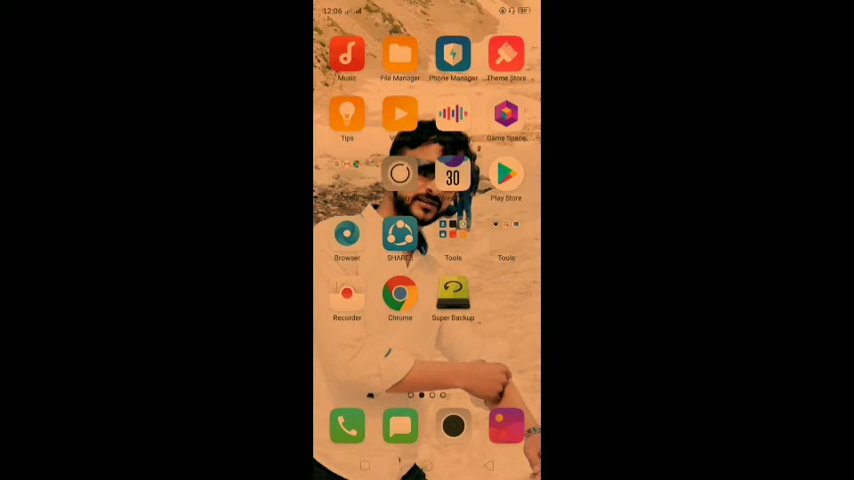 12:06
59
Music
File Manager
Phone Manager
Theme Store
Tips
Game Space
30
Play Store
Browser
Tools
Tools
Recorder
Chrome
Super Backup